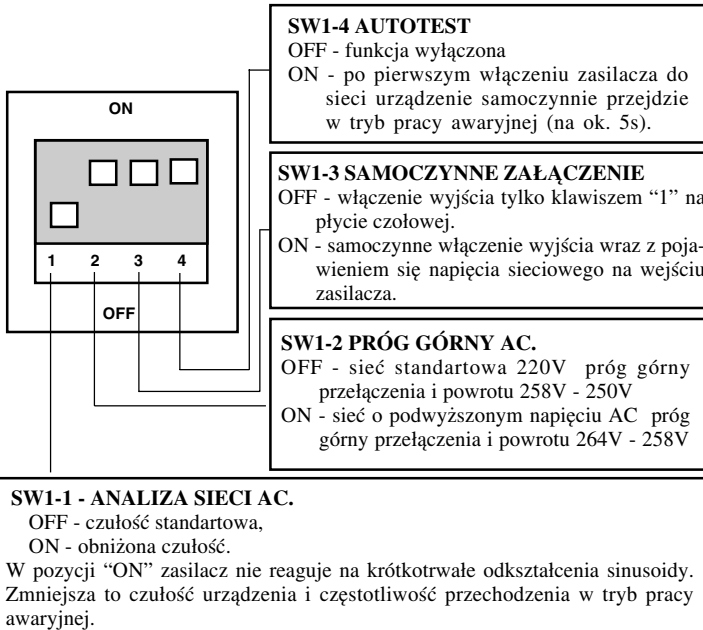 SW1-4 AUTOTEST
OFF - funkcja wyłączona
ON - po pierwszym włączeniu zasilacza do
sieci urządzenie samoczynnie przejdzie
w tryb pracy awaryjnej (na ok. 5s).
ON
1 2 3 4
OFF
SW1-3 SAMOCZYNNE ZAŁĄCZENIE
OFF - włączenie wyjścia tylko klawiszem “1” na
płycie czołowej.
ON - samoczynne włączenie wyjścia wraz z poja-
wieniem się napięcia sieciowego na wejściu
zasilacza.
SW1-2 PRÓG GÓRNY AC.
OFF - sieć standartowa 220V próg górny
przełączenia i powrotu 258V - 250V
ON - sieć o podwyższonym napięciu AC próg
górny przełączenia i powrotu 264V - 258V
SW1-1 - ANALIZA SIECI AC.
OFF - czułość standartowa,
ON - obniżona czułość.
W pozycji “ON” zasilacz nie reaguje na krótkotrwałe odkształcenia sinusoidy.
Zmniejsza to czułość urządzenia i częstotliwość przechodzenia w tryb pracy
awaryjnej.